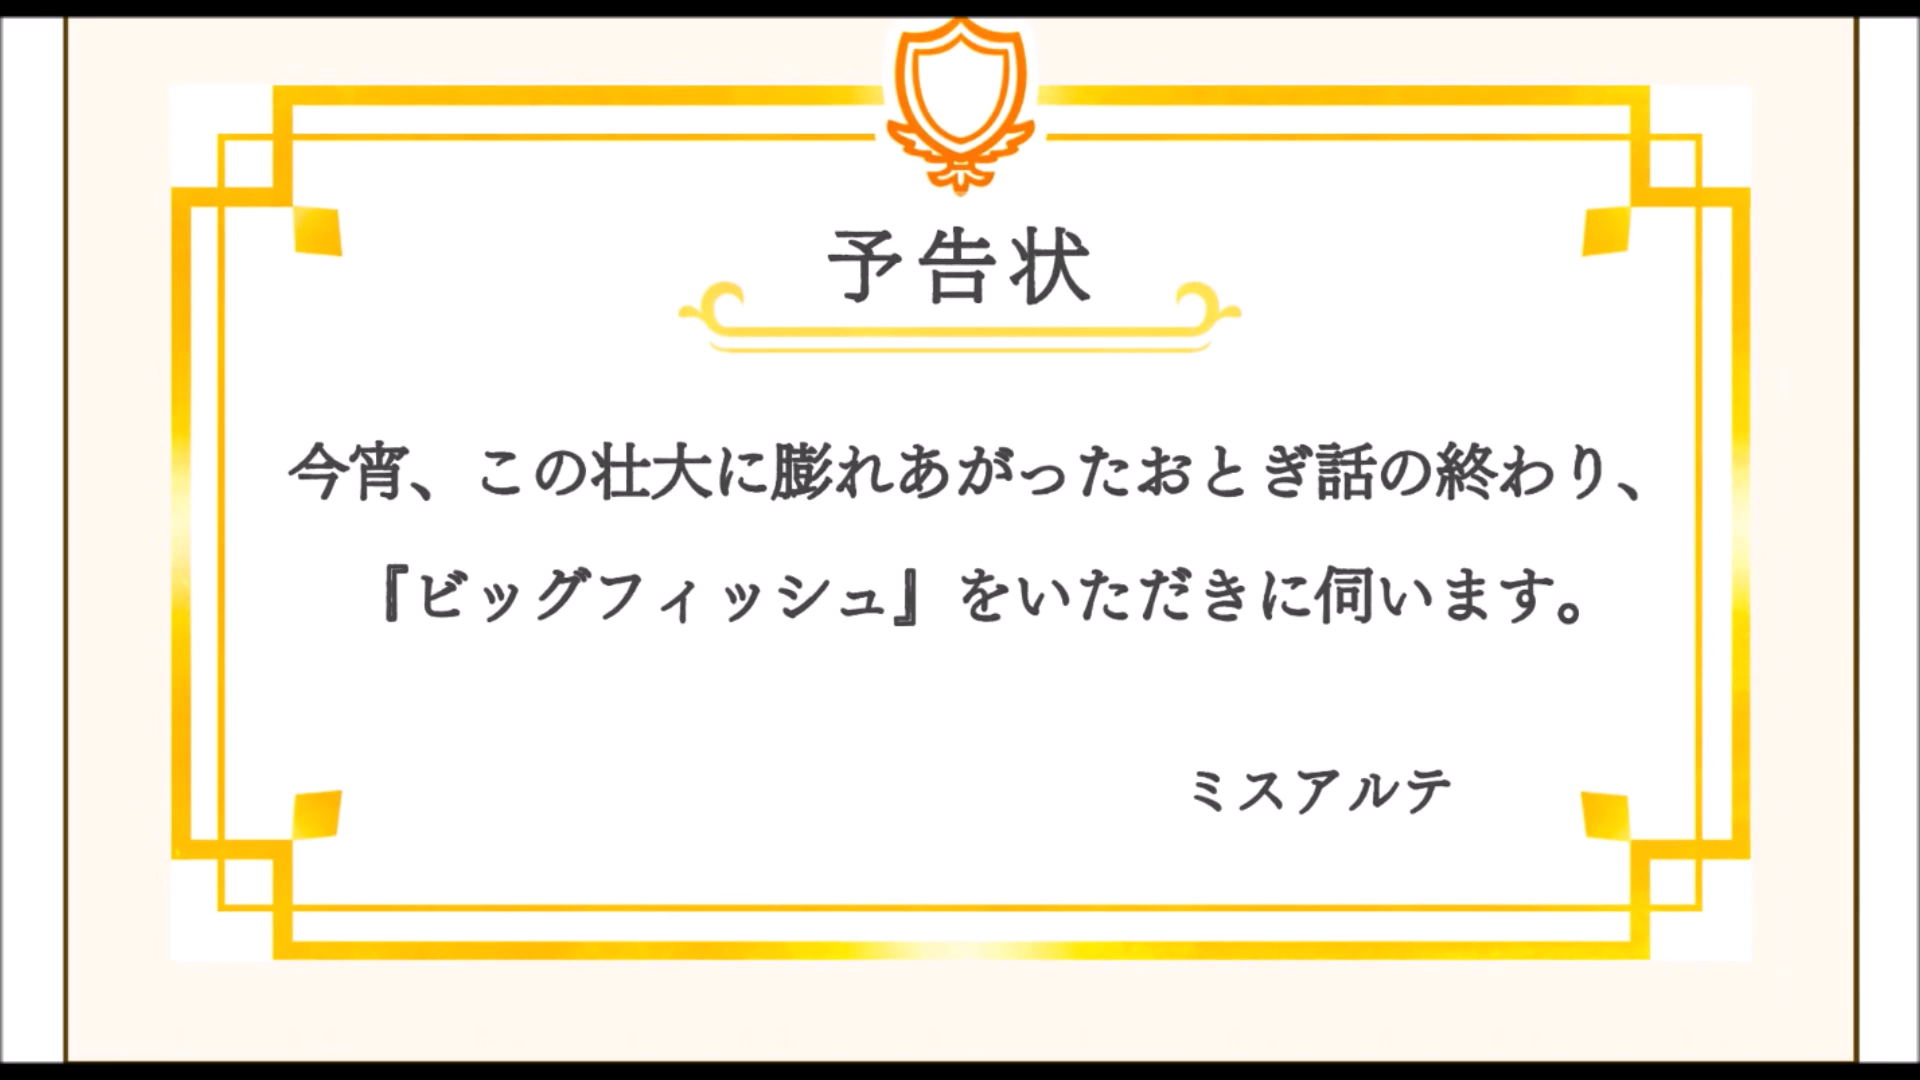 予告状
今宵、この壮大に膨れあがったおとぎ話の終わり、
『ビッグフィッシュ』をいただきに伺います。
ミスアルテ